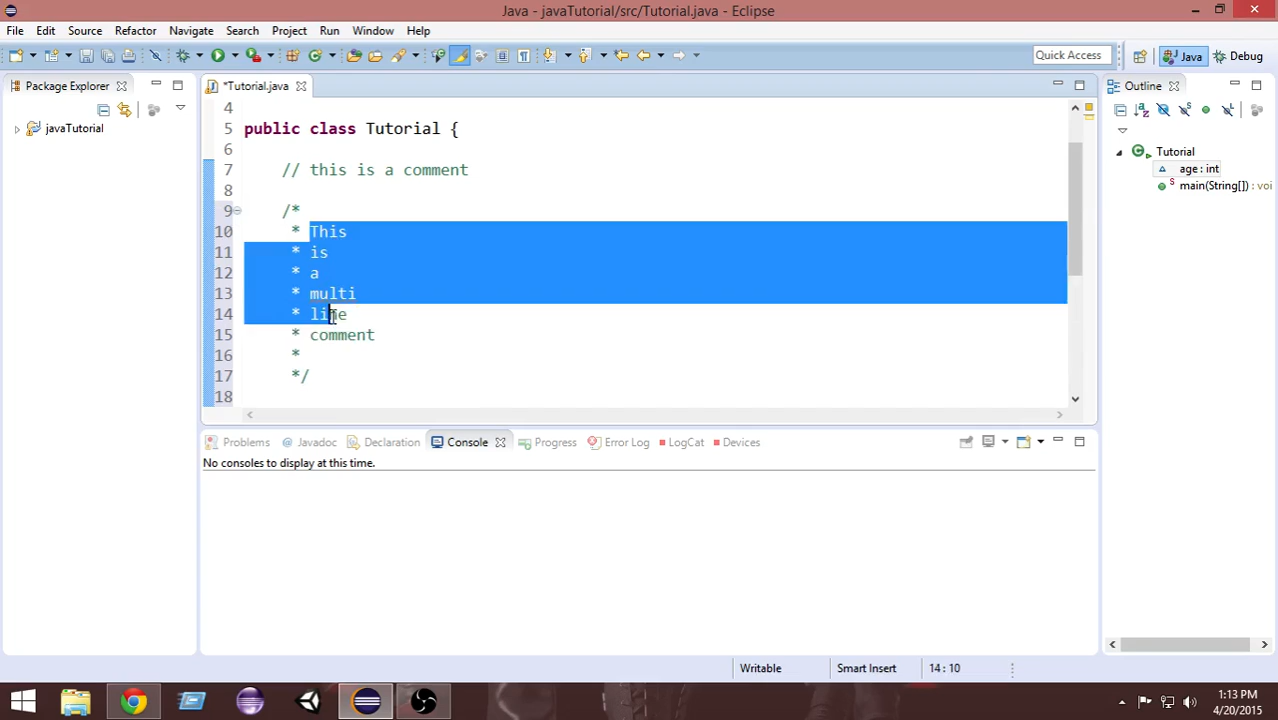 Java - javaTutorial/src/Tutorial.java - Eclipse
File Edit Source Refactor Navigate Search Project Run Window Help
Quick Access Java Debug
Package Explorer *Tutorial.java Outline
javaTutorial
4
5 public class Tutorial {
6
7 // this is a comment
8
9 /*
10 * This
11 * is
12 * a
13 * multi
14 * line
15 * comment
16 *
17 */
18
Tutorial
age : int
main(String[]) : voi
Problems Javadoc Declaration Console Progress Error Log LogCat Devices
No consoles to display at this time.
Writable Smart Insert 14 : 10
1:13 PM
4/20/2015